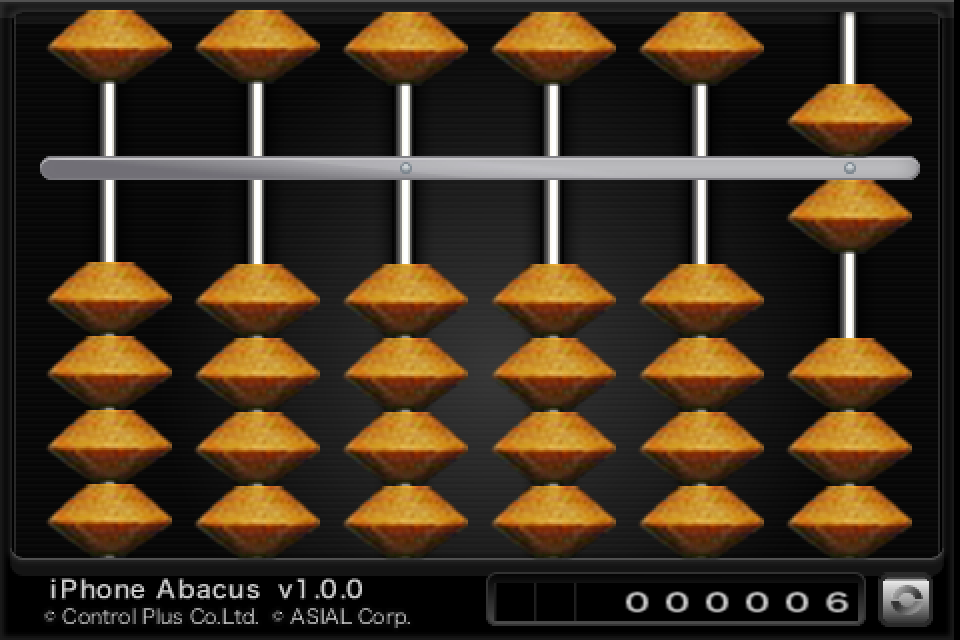 iPhone Abacus v1.0.0
© Control Plus Co.Ltd. © ASIAL Corp.
000006